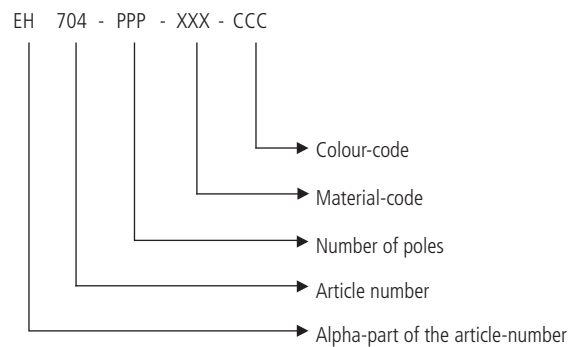 EH 704 - PPP - XXX - CCC
Colour-code
Material-code
Number of poles
Article number
Alpha-part of the article-number